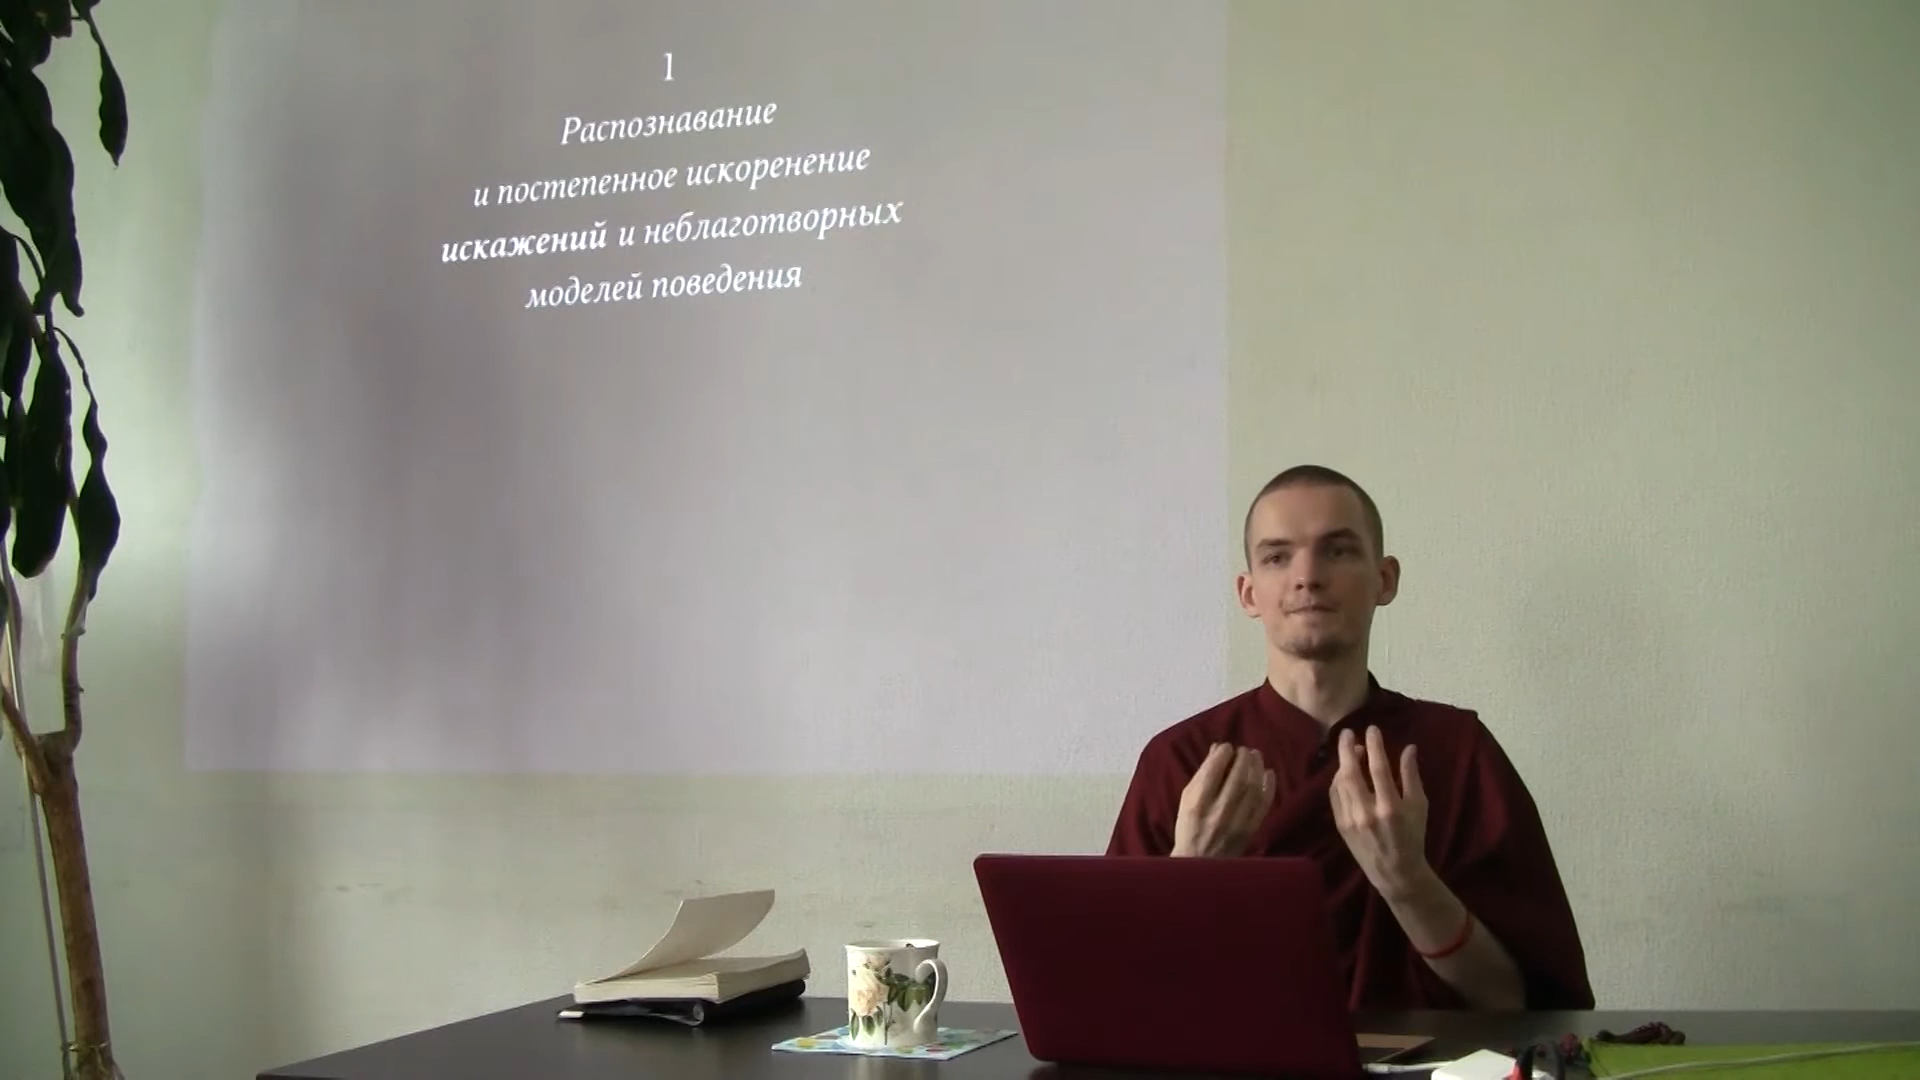 1
Распознавание
и постепенное искоренение
искажений и неблаготворных
моделей поведения